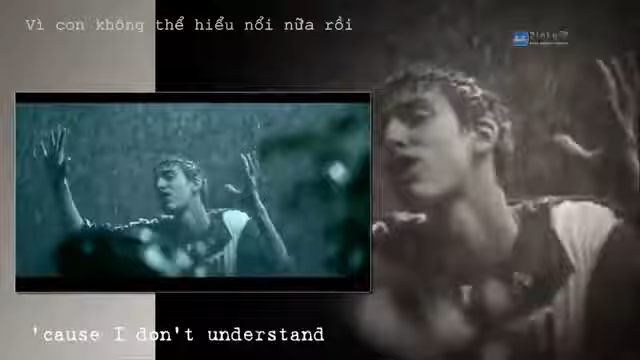 Vì con không thể hiểu nổi nữa rồi
'cause I don't understand